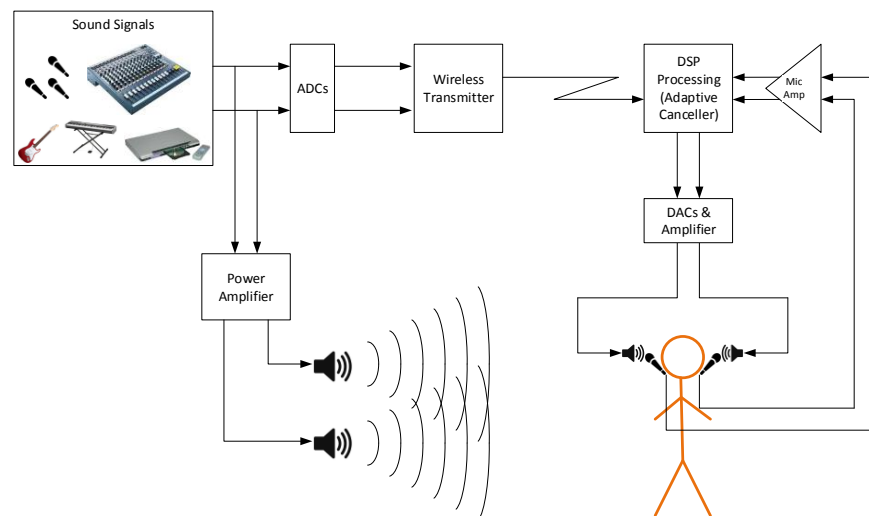 Sound Signals
ADCs
Wireless
Transmitter
DSP
Processing
(Adaptive
Canceller)
Mic
Amp
DACs &
Amplifier
Power
Amplifier